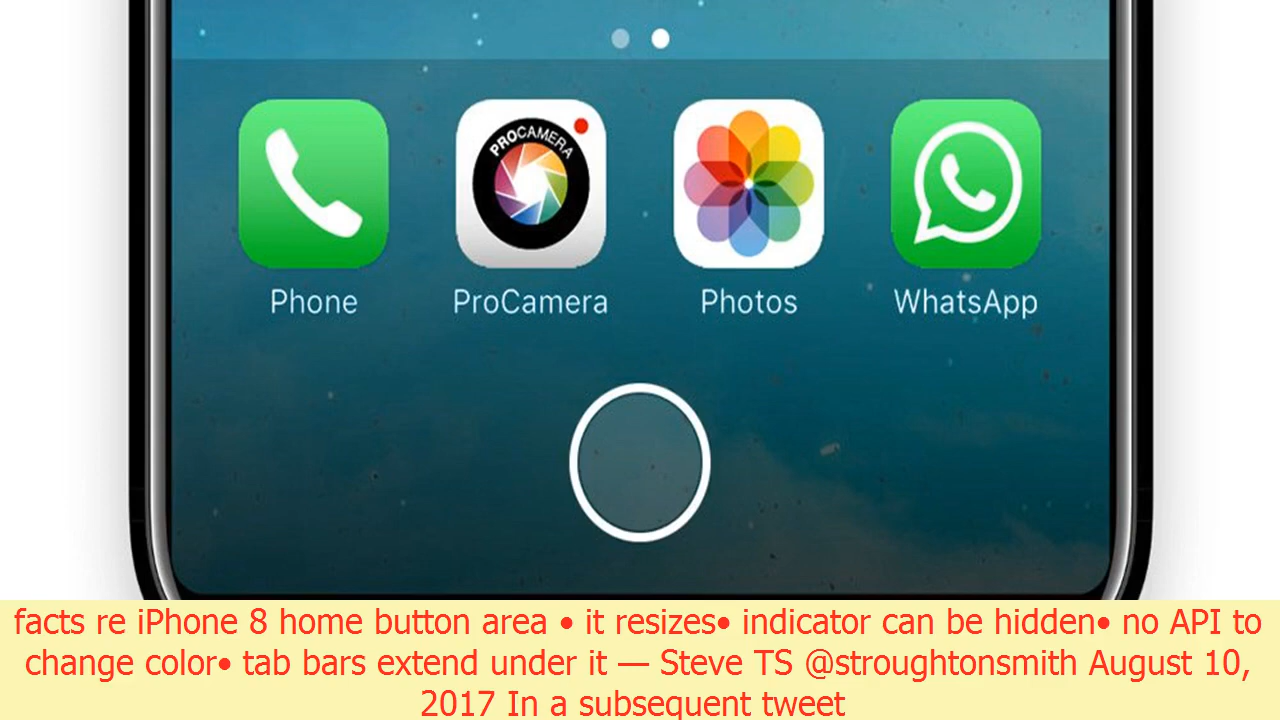 PROCAMERA
Phone ProCamera Photos WhatsApp
facts re iPhone 8 home button area • it resizes• indicator can be hidden• no API to
change color• tab bars extend under it — Steve TS @stroughtonsmith August 10,
2017 In a subsequent tweet